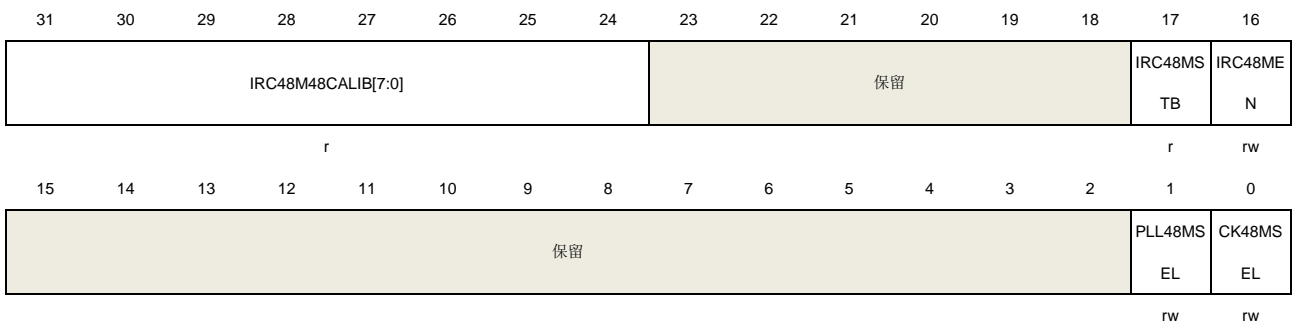 31 30 29 28 27 26 25 24 23 22 21 20 19 18 17 16
IRC48M48CALIB[7:0] 保留 IRC48MS IRC48ME
TB N
r r rw
15 14 13 12 11 10 9 8 7 6 5 4 3 2 1 0
保留 PLL48MS CK48MS
EL EL
rw rw